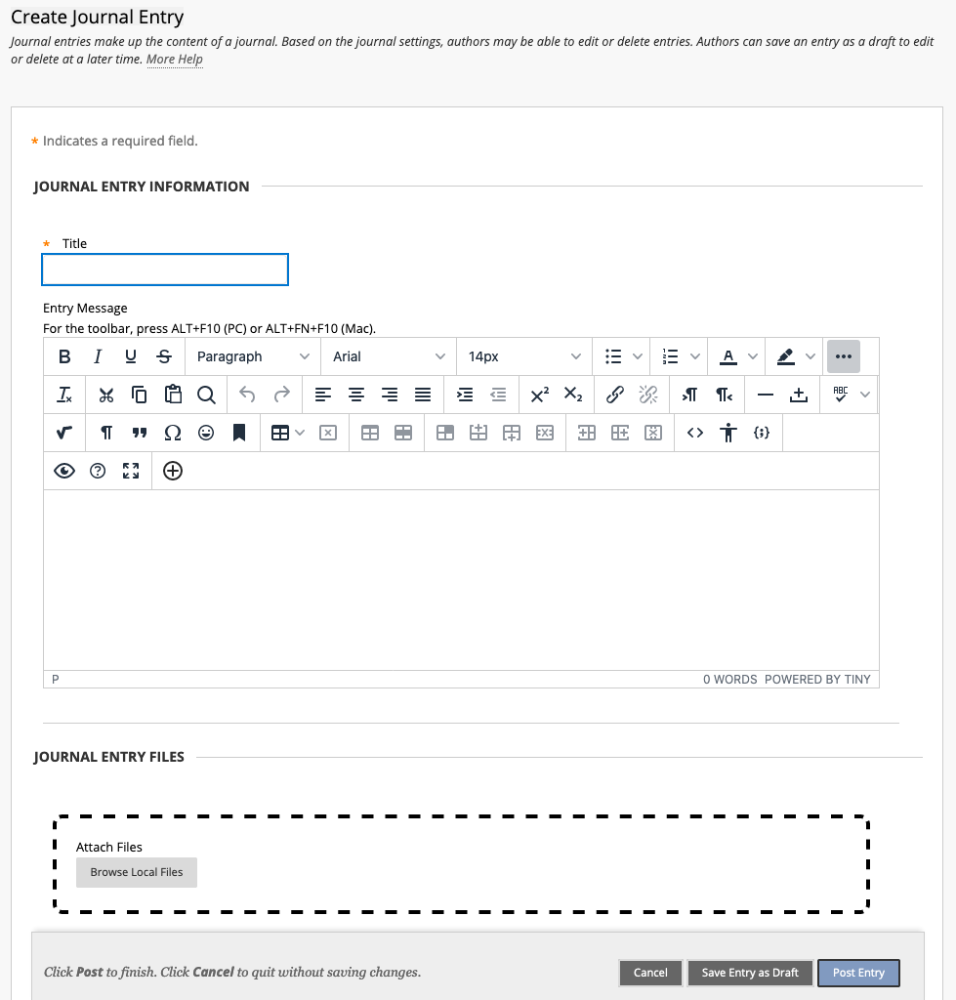 Create Journal Entry
Journal entries make up the content of a journal. Based on the journal settings, authors may be able to edit or delete entries. Authors can save an entry as a draft to edit
or delete at a later time. More Help
* Indicates a required field.
JOURNAL ENTRY INFORMATION
* Title
Entry Message
For the toolbar, press ALT+F10 (PC) or ALT+FN+F10 (Mac).
B I U S Paragraph Arial 14px A
ABC
P 0 WORDS POWERED BY TINY
JOURNAL ENTRY FILES
Attach Files
Browse Local Files
Click Post to finish. Click Cancel to quit without saving changes. Cancel Save Entry as Draft Post Entry